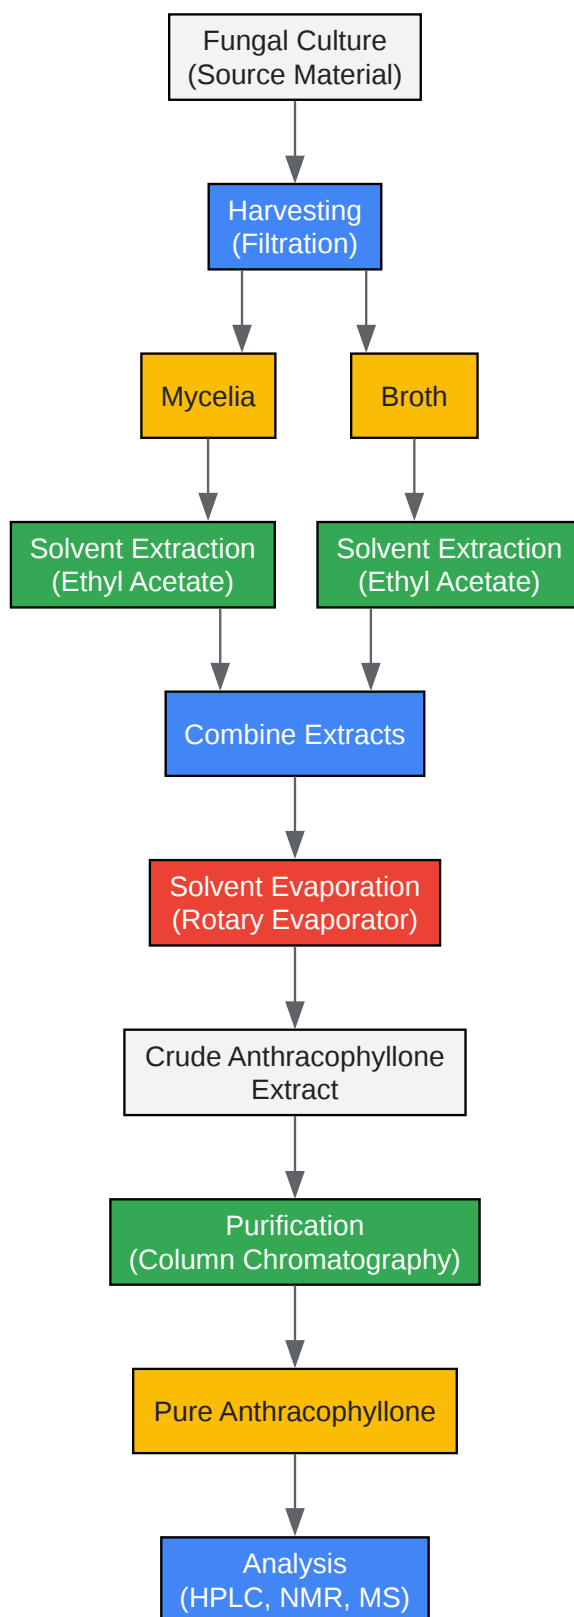 Fungal Culture
(Source Material)
Harvesting
(Filtration)
Mycelia
Broth
Solvent Extraction
(Ethyl Acetate)
Solvent Extraction
(Ethyl Acetate)
Combine Extracts
Solvent Evaporation
(Rotary Evaporator)
Crude Anthracophyllone
Extract
Purification
(Column Chromatography)
Pure Anthracophyllone
Analysis
(HPLC, NMR, MS)